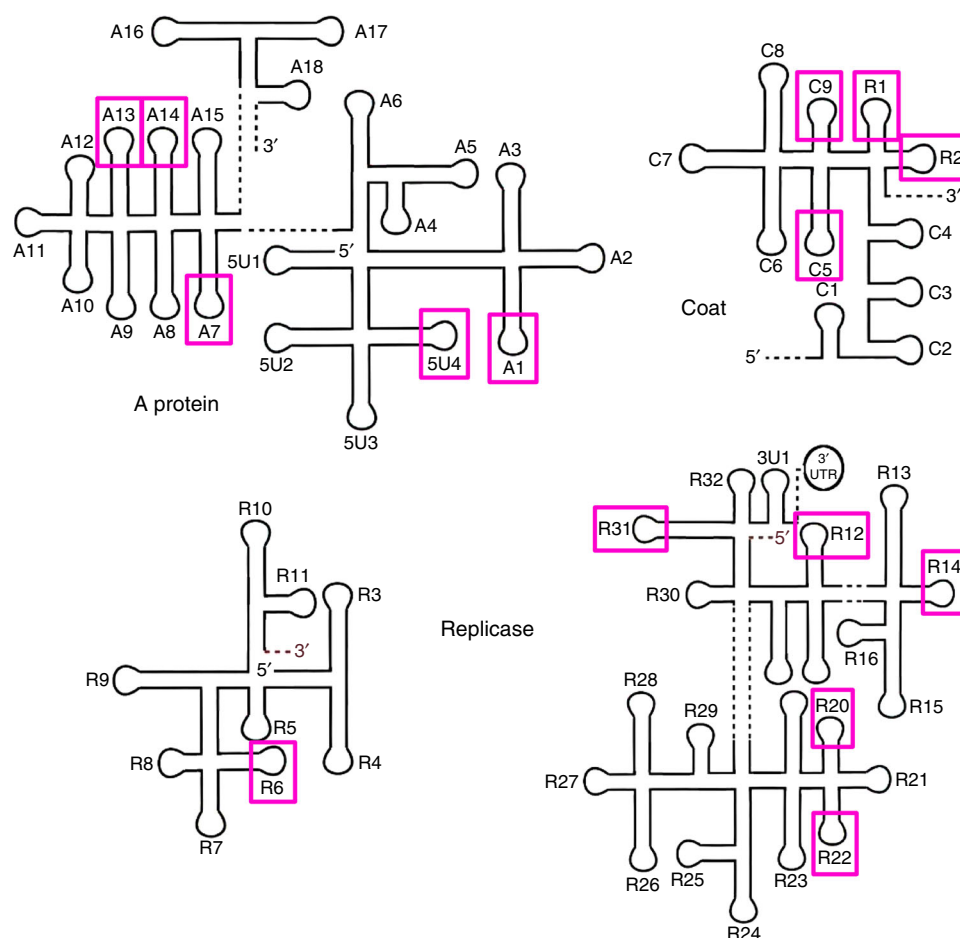 A16
A17
A18
A13
A14
A15
A12
3′
A11
A10
A9
A8
A7
A6
A5
A3
A4
5U1
5′
A2
5U2
5U4
A1
5U3
A protein
C8
C9
R1
C7
R2
3′
C6
C5
C4
C1
C3
Coat
5′
C2
R10
R11
R3
3′
5′
R9
R5
R8
R6
R4
R7
Replicase
R32
3U1
3′
UTR
R13
R31
5′
R12
R14
R30
R16
R15
R28
R29
R20
R27
R21
R26
R25
R23
R22
R24